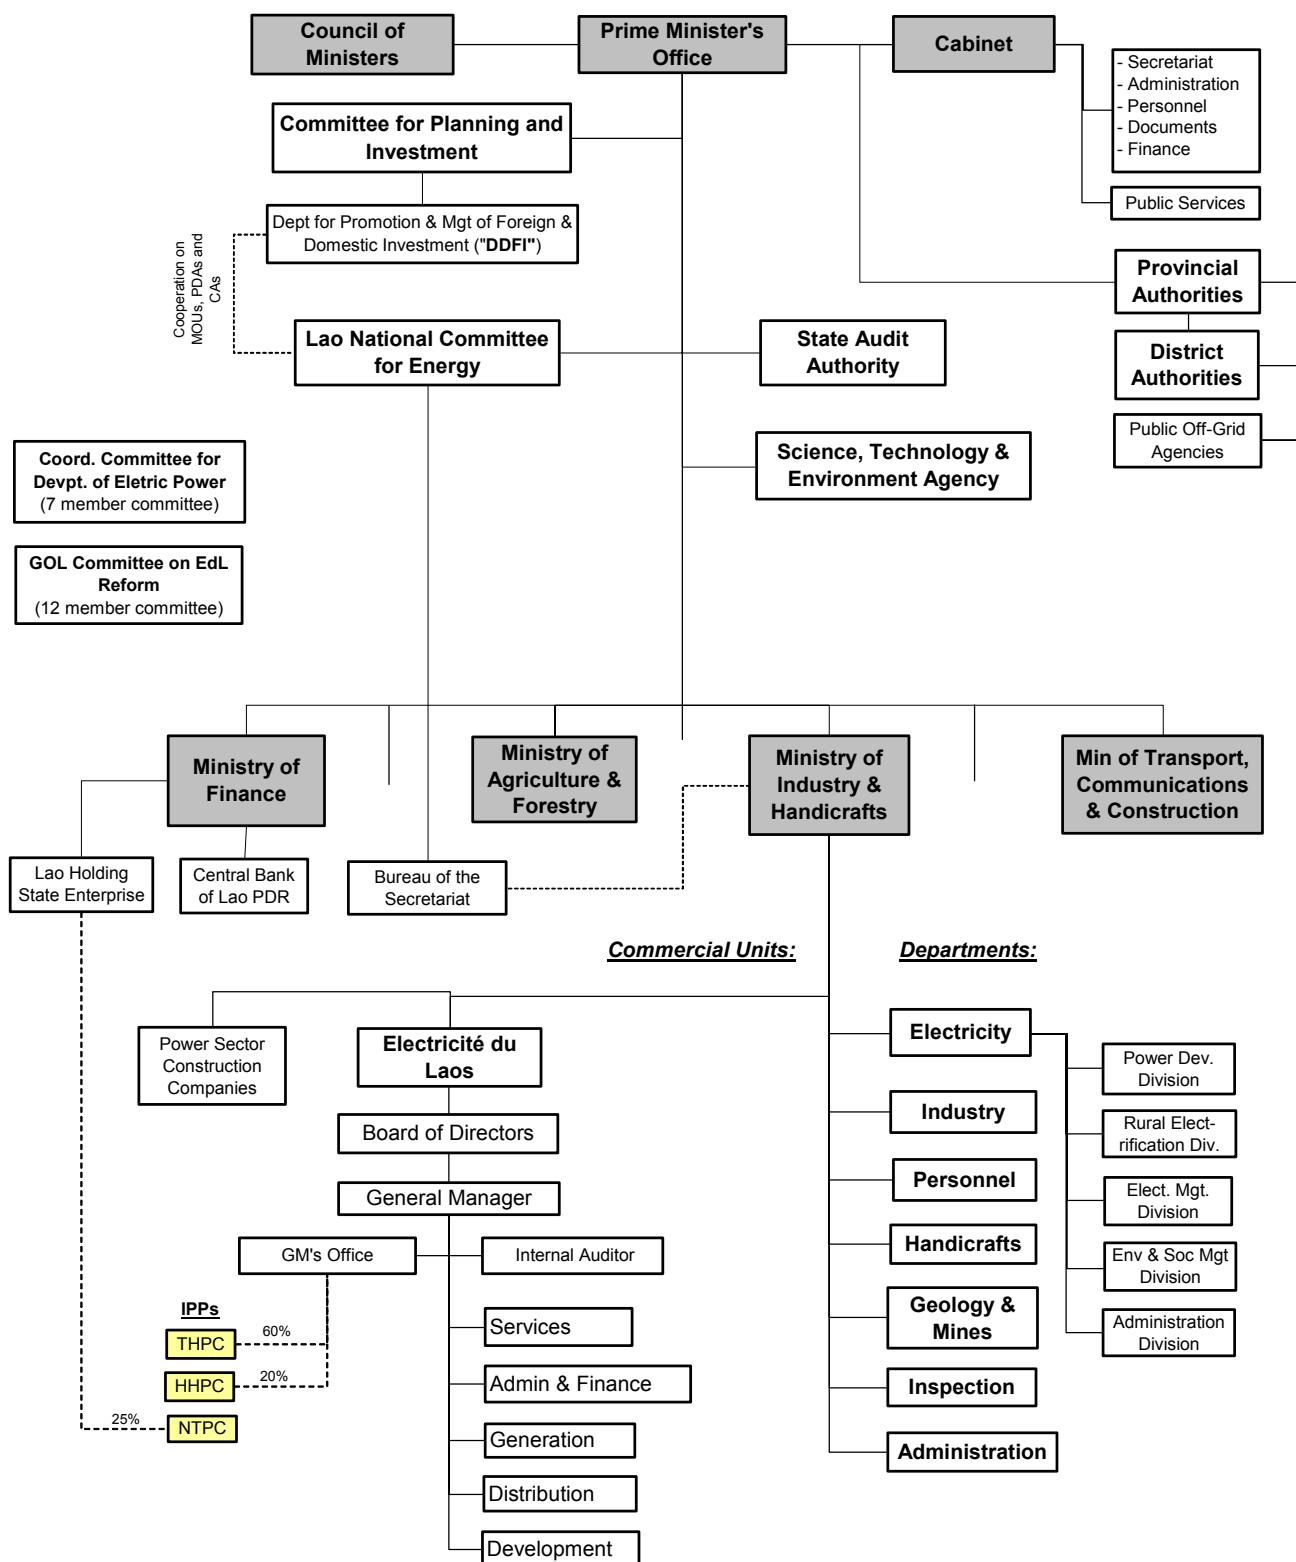 Council of
Ministers
Prime Minister's
Office
Cabinet
- Secretariat
- Administration
- Personnel
- Documents
- Finance
Public Services
Committee for Planning and
Investment
Dept for Promotion & Mgt of Foreign &
Domestic Investment ("DDFI")
Cooperation on
MOUs, PDAs and
CAs
Provincial
Authorities
District
Authorities
Public Off-Grid
Agencies
Lao National Committee
for Energy
State Audit
Authority
Science, Technology &
Environment Agency
Coord. Committee for
Devpt. of Eletric Power
(7 member committee)
GOL Committee on EdL
Reform
(12 member committee)
Ministry of
Finance
Ministry of
Agriculture &
Forestry
Ministry of
Industry &
Handicrafts
Min of Transport,
Communications
& Construction
Lao Holding
State Enterprise
Central Bank
of Lao PDR
Bureau of the
Secretariat
Commercial Units:
Departments:
Power Sector
Construction
Companies
Electricité du
Laos
Board of Directors
General Manager
GM's Office
Internal Auditor
IPPs
THPC
60%
HHPC
20%
NTPC
25%
Services
Admin & Finance
Generation
Distribution
Development
Electricity
Industry
Personnel
Handicrafts
Geology &
Mines
Inspection
Administration
Power Dev.
Division
Rural Elect-
rification Div.
Elect. Mgt.
Division
Env & Soc Mgt
Division
Administration
Division